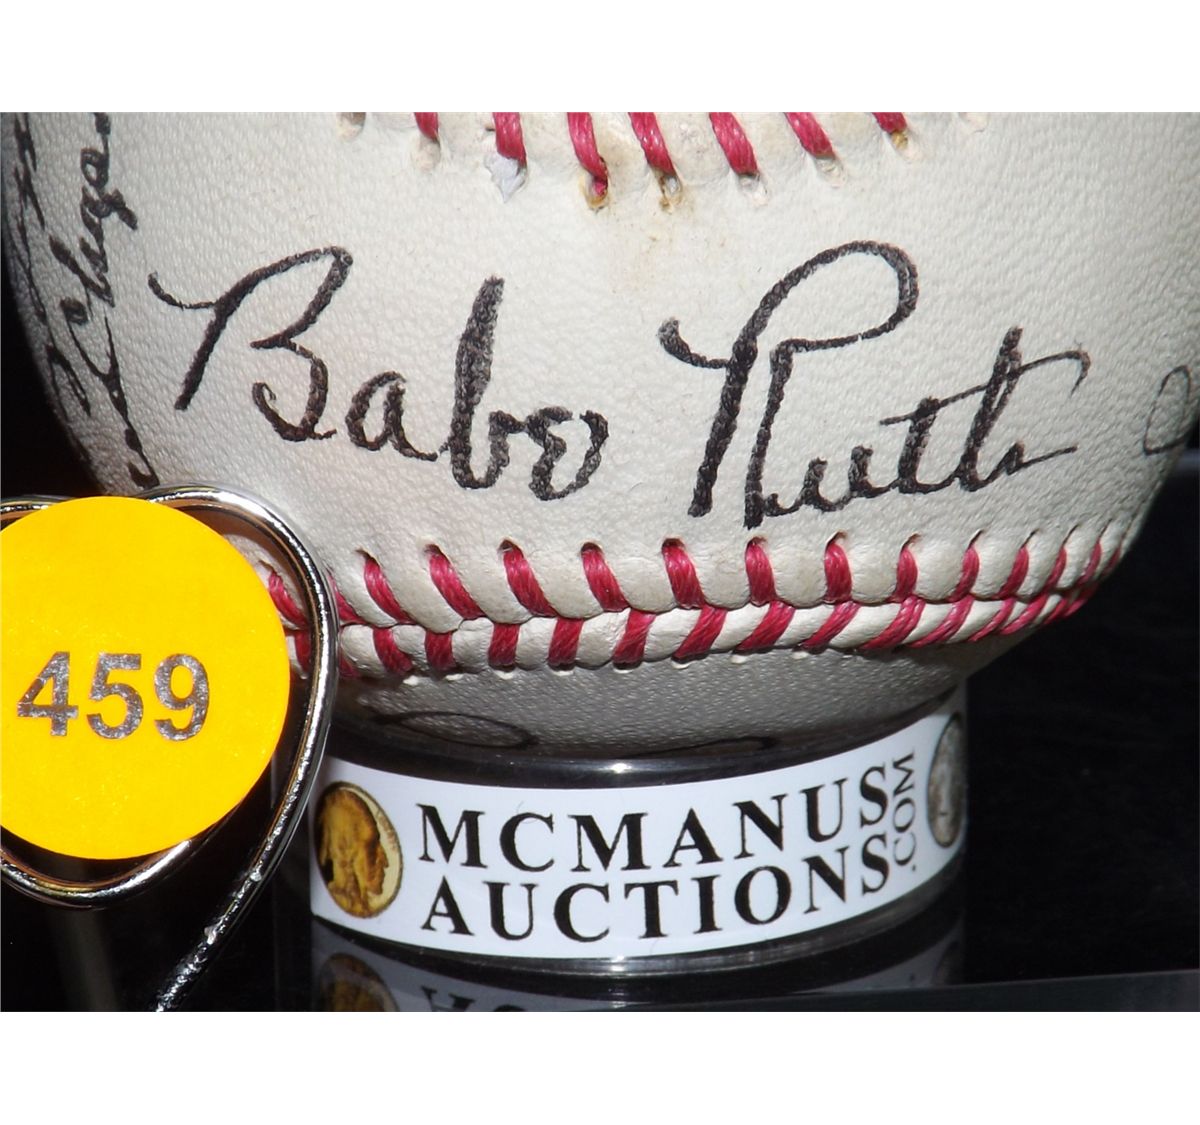 Babe Ruth
459
MCMANUS
AUCTIONS
.COM